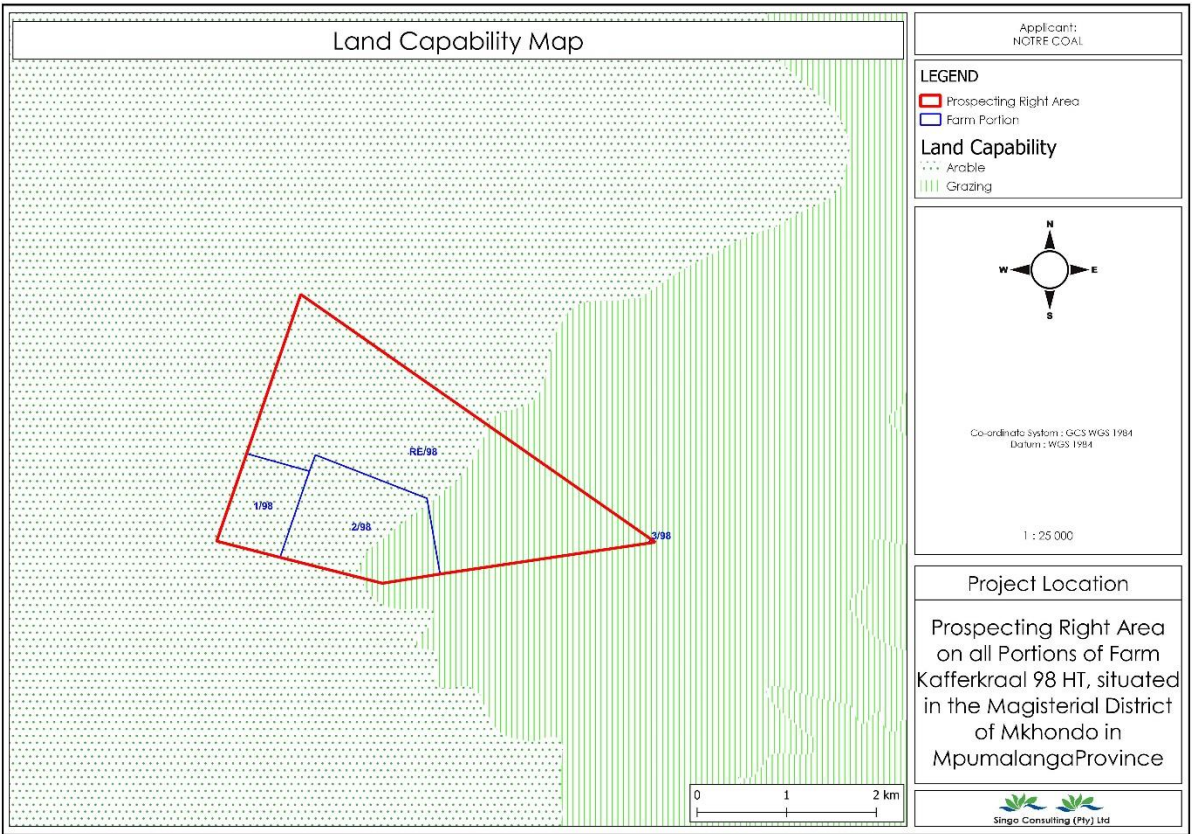 Land Capability Map
RE/98
1/98
2/98
3/98
0 1 2 km
Applicant:
NOTRE COAL
LEGEND
Prospecting Right Area
Farm Portion
Land Capability
Arable
Grazing
N
W E
S
Co-ordinate System : GCS WGS 1984
Datum : WGS 1984
1 : 25 000
Project Location
Prospecting Right Area
on all Portions of Farm
Kafferkraal 98 HT, situated
in the Magisterial District
of Mkhondo in
MpumalangaProvince
Singo Consulting (Pty) Ltd